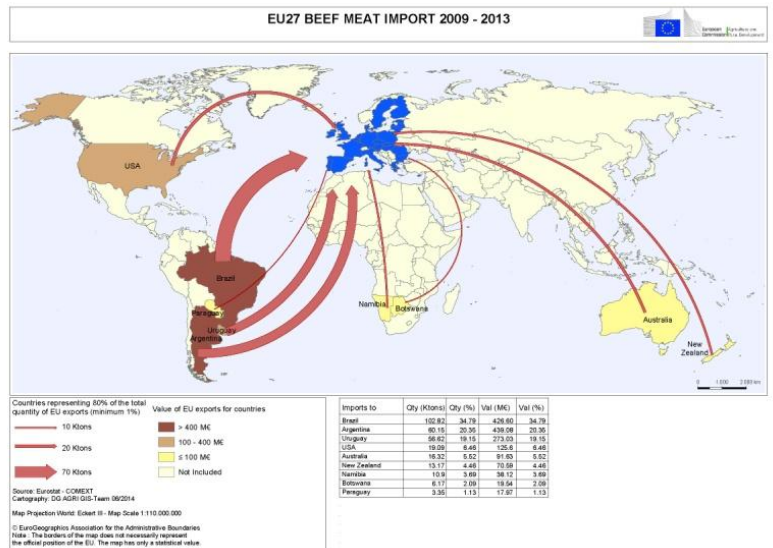 EU27 BEEF MEAT IMPORT 2009 - 2013
European
Commission
USA
Brazil
Paraguay
Uruguay
Argentina
Namibia
Botswana
Australia
New
Zealand
0 1 000 2 000 km
Countries representing 80% of the total
quantity of EU exports (minimum 1%)
10 Ktons
20 Ktons
70 Ktons
Value of EU exports for countries
> 400 M€
100 - 400 M€
≤ 100 M€
Not Included
Source: Eurostat - COMEXT
Cartography: DG AGRI GIS-Team 06/2014
Map Projection World: Eckert III - Map Scale 1:110.000.000
© EuroGeographics Association for the Administrative Boundaries
Note : The borders of the map does not necessarily represent
the official position of the EU. The map has only a statistical value.
Imports to Qty (Ktons) Qty (%) Val (M€) Val (%)
Brazil 102.82 34.79 426.60 34.79
Argentina 60.15 20.35 439.08 20.35
Uruguay 56.62 19.15 273.03 19.15
USA 19.09 6.46 125.6 6.46
Australia 16.32 5.52 91.63 5.52
New Zealand 13.17 4.46 70.59 4.46
Namibia 10.9 3.69 38.12 3.69
Botswana 6.17 2.09 19.54 2.09
Paraguay 3.35 1.13 17.97 1.13